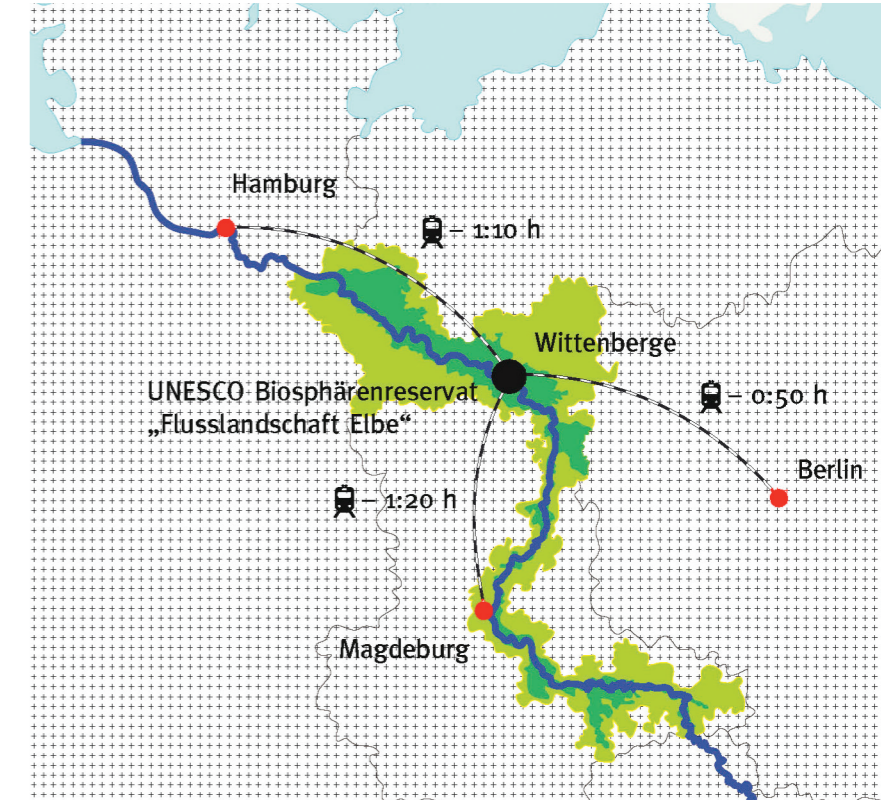 Hamburg
– 1:10 h
Wittenberge
UNESCO Biosphärenreservat
„Flusslandschaft Elbe“
– 0:50 h
Berlin
– 1:20 h
Magdeburg